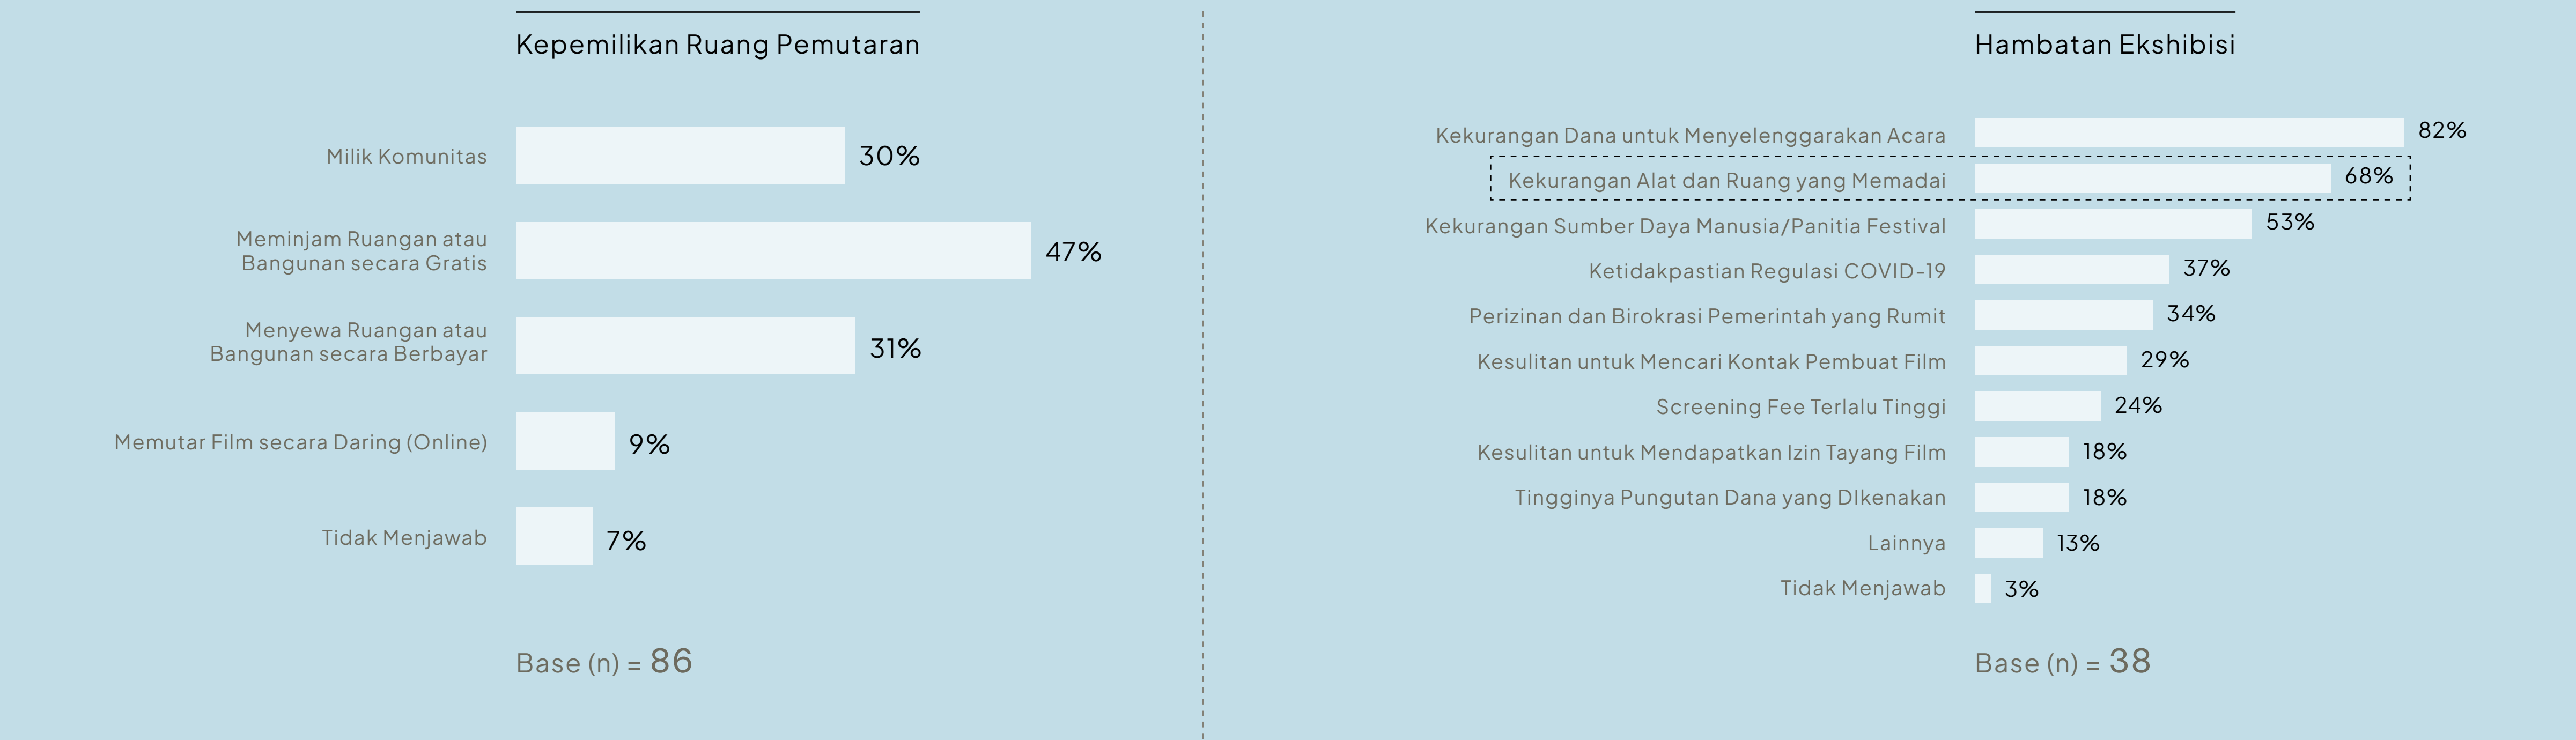 Kepemilikan Ruang Pemutaran
Milik Komunitas 30%
Meminjam Ruangan atau
Bangunan secara Gratis 47%
Menyewa Ruangan atau
Bangunan secara Berbayar 31%
Memutar Film secara Daring (Online) 9%
Tidak Menjawab 7%
Base (n) = 86
Hambatan Ekshibisi
Kekurangan Dana untuk Menyelenggarakan Acara 82%
Kekurangan Alat dan Ruang yang Memadai 68%
Kekurangan Sumber Daya Manusia/Panitia Festival 53%
Ketidakpastian Regulasi COVID-19 37%
Perizinan dan Birokrasi Pemerintah yang Rumit 34%
Kesulitan untuk Mencari Kontak Pembuat Film 29%
Screening Fee Terlalu Tinggi 24%
Kesulitan untuk Mendapatkan Izin Tayang Film 18%
Tingginya Pungutan Dana yang DIkenakan 18%
Lainnya 13%
Tidak Menjawab 3%
Base (n) = 38